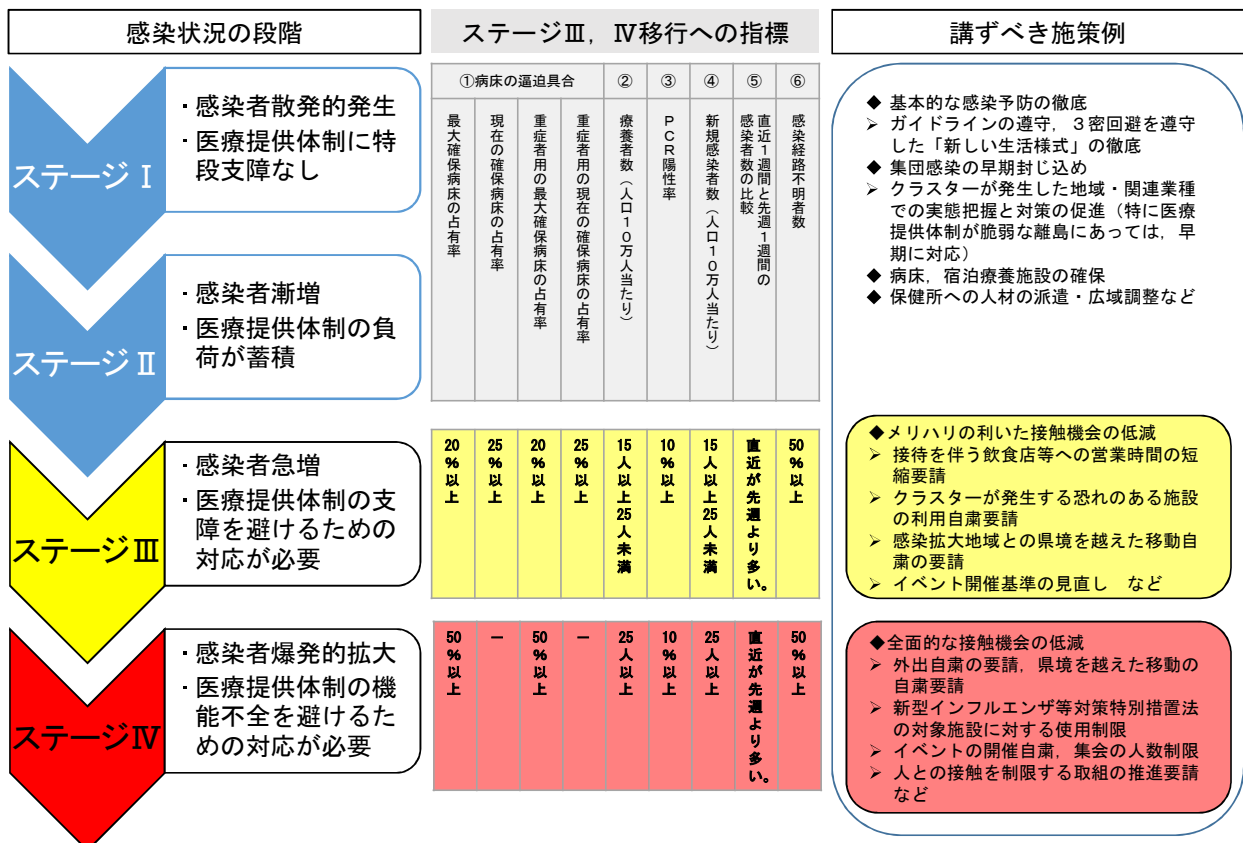 感染状況の段階
ステージⅠ
・感染者散発的発生
・医療提供体制に特
段支障なし
ステージⅡ
・感染者漸増
・医療提供体制の負
荷が蓄積
ステージⅢ
・感染者急増
・医療提供体制の支
障を避けるための
対応が必要
ステージⅣ
・感染者爆発的拡大
・医療提供体制の機
能不全を避けるた
めの対応が必要
ステージⅢ，Ⅳ移行への指標
①病床の逼迫具合
②
③
④
⑤
⑥
最大確保病床の占有率
現在の確保病床の占有率
重症者用の最大確保病床の占有率
重症者用の現在の確保病床の占有率
療養者数（人口１０万人当たり）
ＰＣＲ陽性率
新規感染者数（人口１０万人当たり）
直近１週間と先週１週間の
感染者数の比較
感染経路不明者数
20％以上
25％以上
20％以上
25％以上
15人以上25人未満
10％以上
15人以上25人未満
直近が先週より多い。
50％以上
50％以上
－
50％以上
－
25人以上
10％以上
25人以上
直近が先週より多い。
50％以上
講ずべき施策例
◆ 基本的な感染予防の徹底
➢ ガイドラインの遵守，３密回避を遵守
した「新しい生活様式」の徹底
◆ 集団感染の早期封じ込め
➢ クラスターが発生した地域・関連業種
での実態把握と対策の促進（特に医療
提供体制が脆弱な離島にあっては，早
期に対応）
◆ 病床，宿泊療養施設の確保
◆ 保健所への人材の派遣・広域調整など
◆メリハリの利いた接触機会の低減
➢ 接待を伴う飲食店等への営業時間の短
縮要請
➢ クラスターが発生する恐れのある施設
の利用自粛要請
➢ 感染拡大地域との県境を越えた移動自
粛の要請
➢ イベント開催基準の見直し　など
◆全面的な接触機会の低減
➢ 外出自粛の要請，県境を越えた移動の
自粛要請
➢ 新型インフルエンザ等対策特別措置法
の対象施設に対する使用制限
➢ イベントの開催自粛，集会の人数制限
➢ 人との接触を制限する取組の推進要請
など